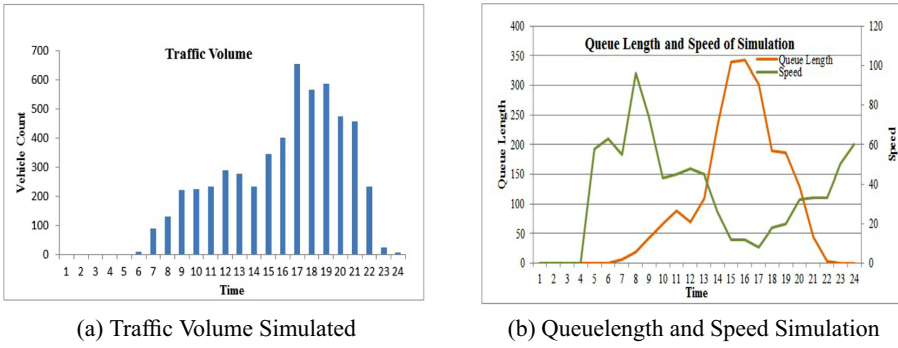 Traffic Volume
700
600
500
400
300
200
100
0
Vehicle Count
1 2 3 4 5 6 7 8 9 10 11 12 13 14 15 16 17 18 19 20 21 22 23 24
Time
(a) Traffic Volume Simulated
Queue Length and Speed of Simulation
Queue Length
Speed
400
350
300
250
200
150
100
50
0
Queue Length
120
100
80
60
40
20
0
Speed
1 2 3 4 5 6 7 8 9 10 11 12 13 14 15 16 17 18 19 20 21 22 23 24
Time
(b) Queuelength and Speed Simulation